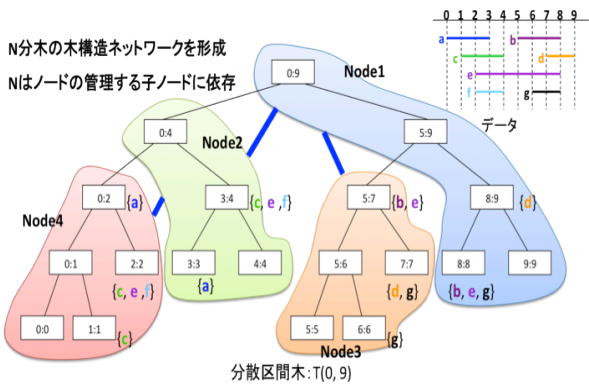 0 1 2 3 4 5 6 7 8 9
a
b
c
d
e
f
g
データ
N分木の木構造ネットワークを形成
Nはノードの管理する子ノードに依存
0:9
Node1
0:4
Node2
5:9
Node4
0:2
{a}
3:4
{c, e ,f}
5:7
{b, e}
8:9
{d}
0:1
2:2
3:3
4:4
5:6
7:7
8:8
9:9
{c, e ,f}
{a}
{d, g}
{b, e, g}
0:0
1:1
{c}
5:5
6:6
{g}
Node3
分散区間木:T(0, 9)